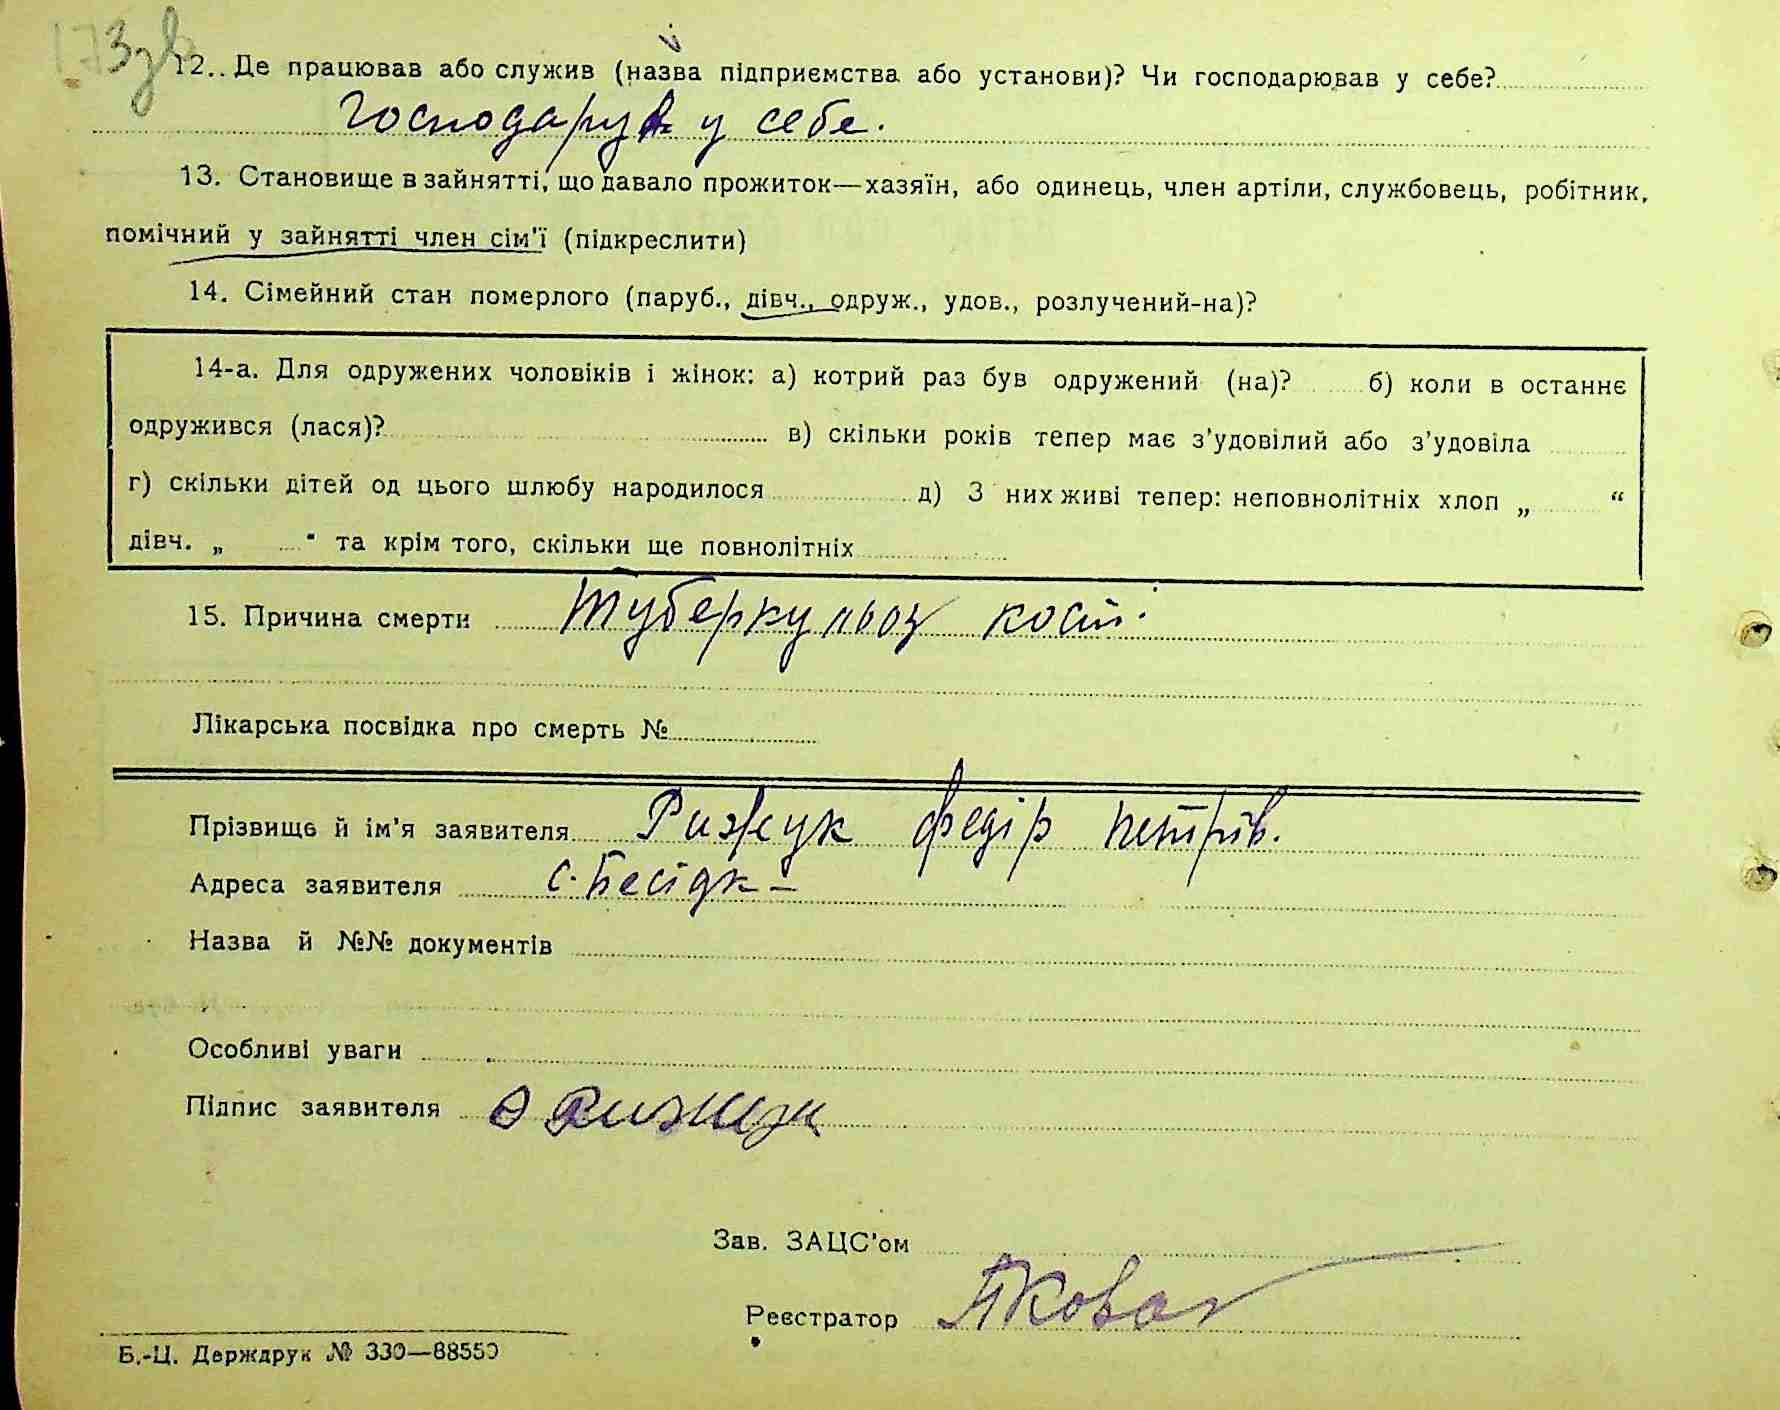 173зв
12. Де працював або служив (назва підприємства або установи)? Чи господарював у себе?
господарує у себе.
13. Становище в зайнятті, що давало прожиток—хазяїн, або одинець, член артіли, службовець, робітник,
помічний у зайнятті член сім'ї (підкреслити)
14. Сімейний стан померлого (паруб., дівч., одруж., удов., розлучений-на)?
14-а. Для одружених чоловіків і жінок: а) котрий раз був одружений (на)? б) коли в останнє
одружився (лася)? в) скільки років тепер має з'удовілий або з'удовіла
г) скільки дітей од цього шлюбу народилося д) З них живі тепер: неповнолітніх хлоп „ “
дівч. „ “ та крім того, скільки ще повнолітніх
15. Причина смерти Туберкульоз кості
Лікарська посвідка про смерть №
Прізвище й ім'я заявителя Рижук Федір Петрів.
Адреса заявителя с. Бесідк-
Назва й №№ документів
Особливі уваги
Підпис заявителя Ф Рижук
Зав. ЗАЦС'ом
Реєстратор
Б.-Ц. Держдрук № 330—88550